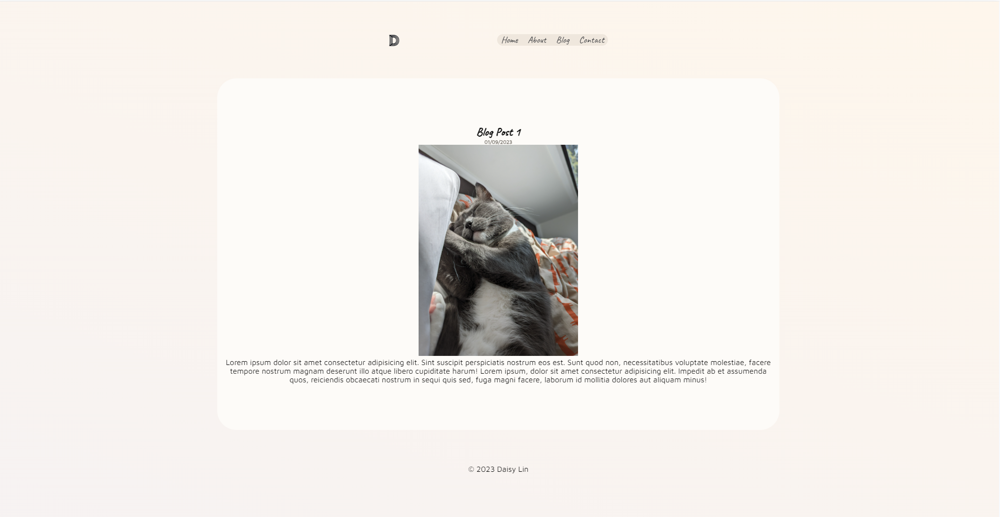 D
Home About Blog Contact
Blog Post 1
01/09/2023
Lorem ipsum dolor sit amet consectetur adipisicing elit. Sint suscipit perspiciatis nostrum eos est. Sunt quod non, necessitatibus voluptate molestiae, facere
tempore nostrum magnam deserunt illo atque libero cupiditate harum! Lorem ipsum, dolor sit amet consectetur adipisicing elit. Impedit ab et assumenda
quos, reiciendis obcaecati nostrum in sequi quis sed, fuga magni facere, laborum id mollitia dolores aut aliquam minus!
© 2023 Daisy Lin